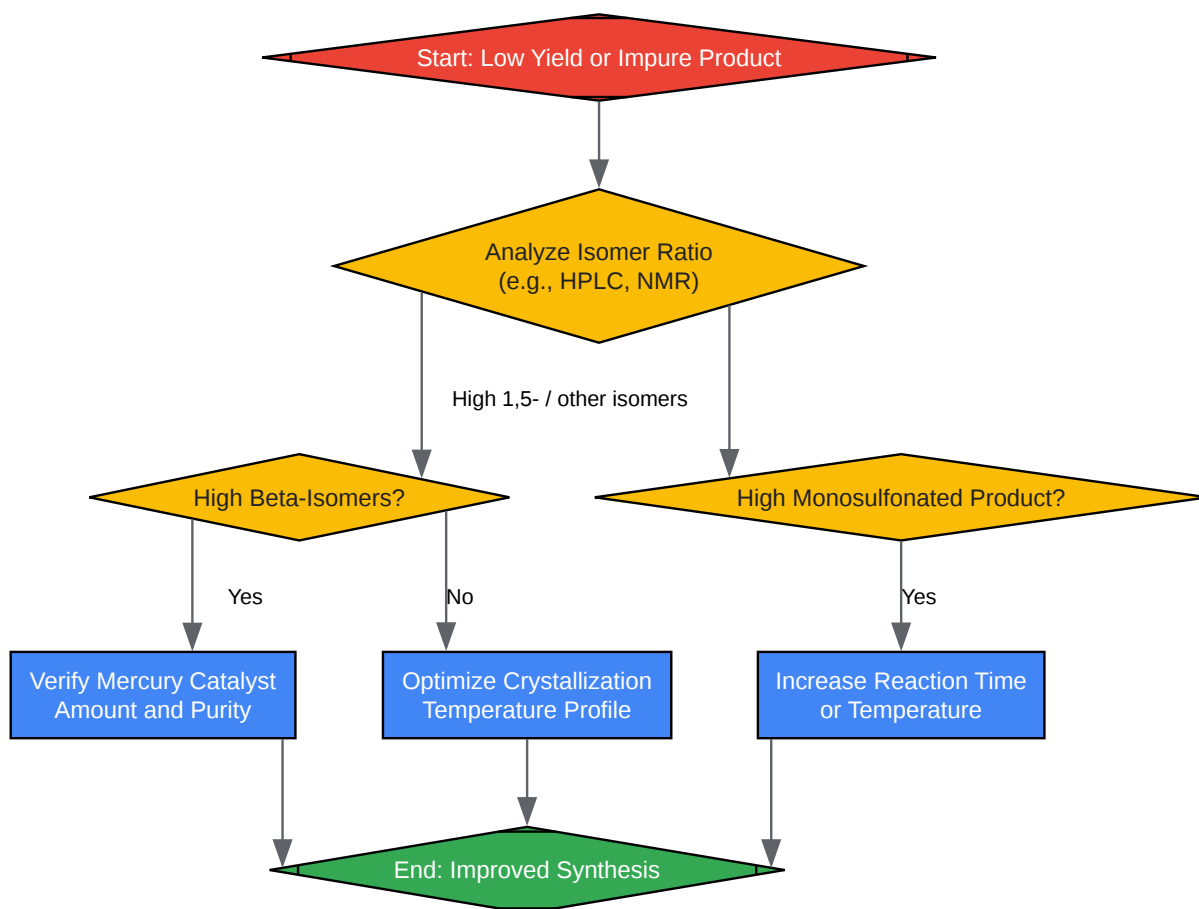 Start: Low Yield or Impure Product
Analyze Isomer Ratio
(e.g., HPLC, NMR)
High 1,5- / other isomers
High Beta-Isomers?
High Monosulfonated Product?
Yes
No
Yes
Verify Mercury Catalyst
Amount and Purity
Optimize Crystallization
Temperature Profile
Increase Reaction Time
or Temperature
End: Improved Synthesis